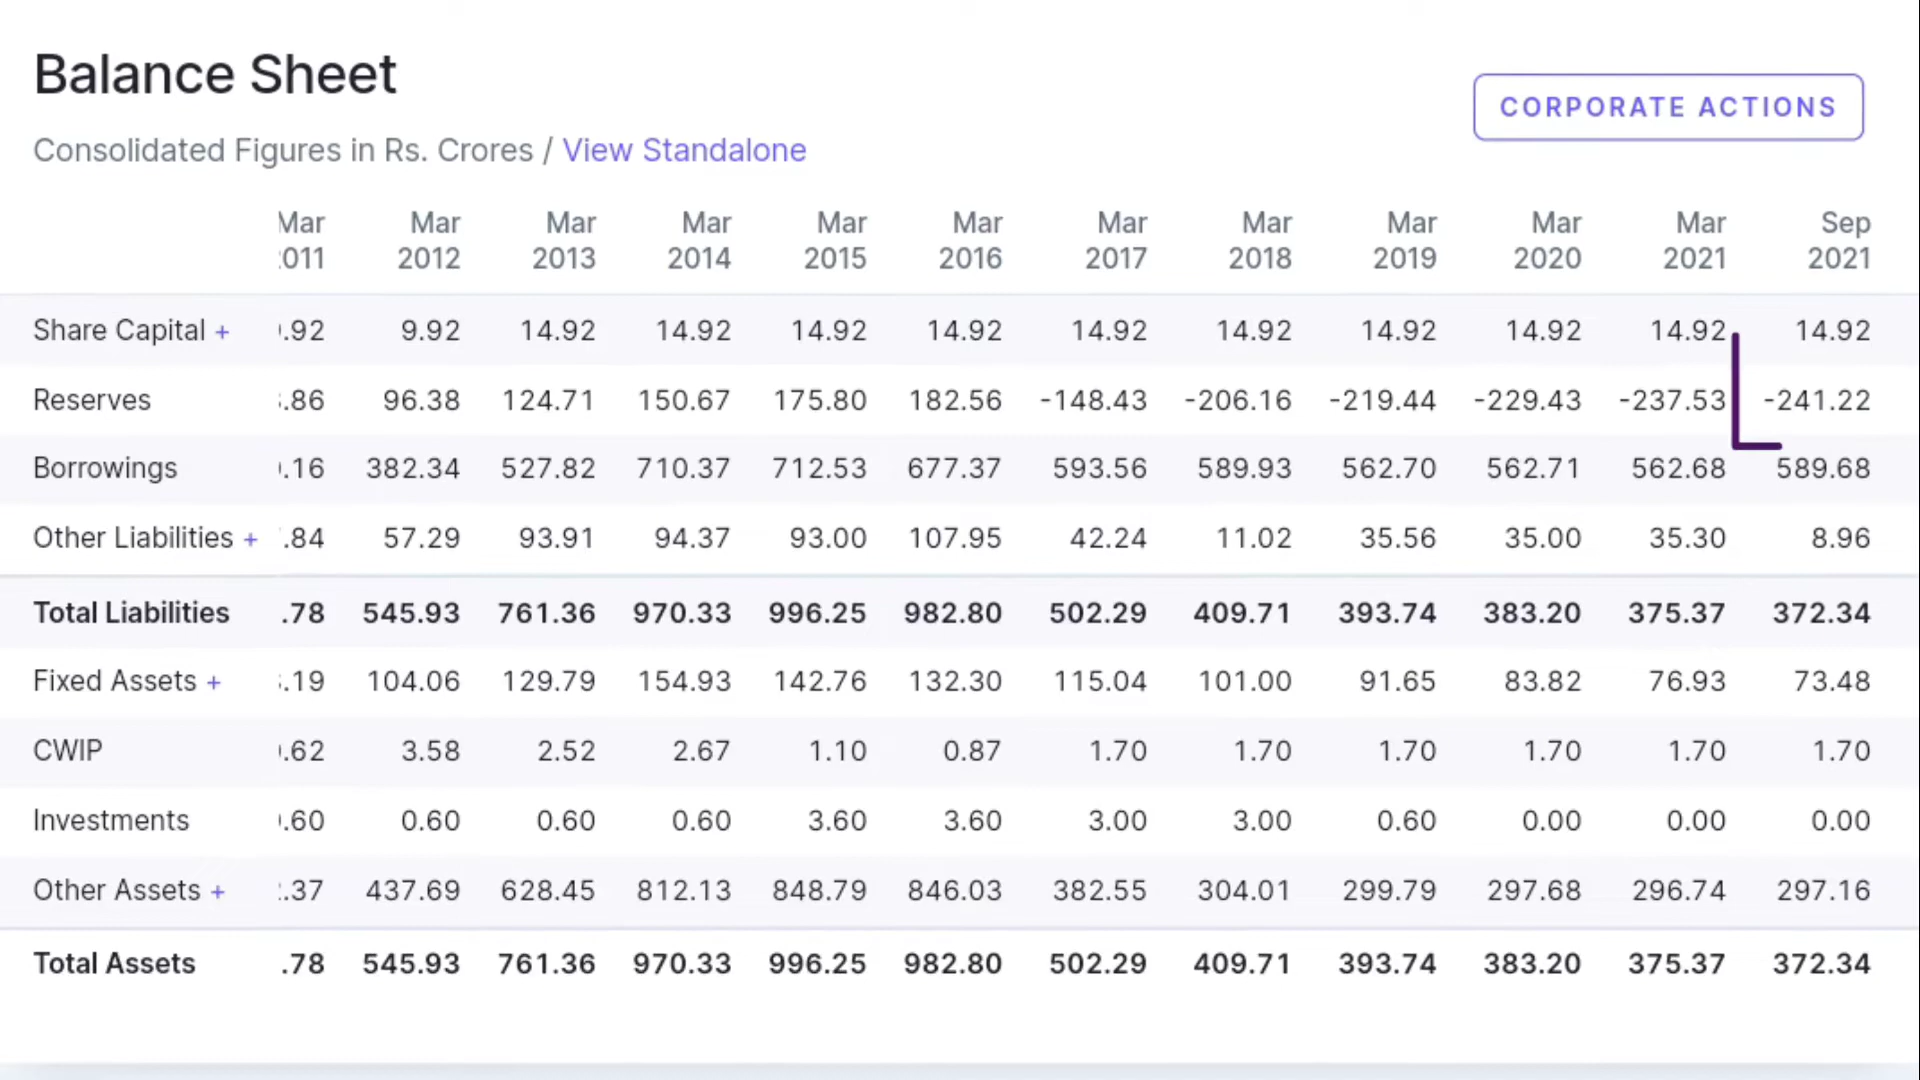 Balance Sheet
CORPORATE ACTIONS
Consolidated Figures in Rs. Crores / View Standalone
Mar Mar Mar Mar Mar Mar Mar Mar Mar Mar Mar Sep
011 2012 2013 2014 2015 2016 2017 2018 2019 2020 2021 2021
Share Capital + .92 9.92 14.92 14.92 14.92 14.92 14.92 14.92 14.92 14.92 14.92 14.92
Reserves .86 96.38 124.71 150.67 175.80 182.56 -148.43 -206.16 -219.44 -229.43 -237.53 -241.22
Borrowings .16 382.34 527.82 710.37 712.53 677.37 593.56 589.93 562.70 562.71 562.68 589.68
Other Liabilities + .84 57.29 93.91 94.37 93.00 107.95 42.24 11.02 35.56 35.00 35.30 8.96
Total Liabilities .78 545.93 761.36 970.33 996.25 982.80 502.29 409.71 393.74 383.20 375.37 372.34
Fixed Assets + .19 104.06 129.79 154.93 142.76 132.30 115.04 101.00 91.65 83.82 76.93 73.48
CWIP .62 3.58 2.52 2.67 1.10 0.87 1.70 1.70 1.70 1.70 1.70 1.70
Investments .60 0.60 0.60 0.60 3.60 3.60 3.00 3.00 0.60 0.00 0.00 0.00
Other Assets + .37 437.69 628.45 812.13 848.79 846.03 382.55 304.01 299.79 297.68 296.74 297.16
Total Assets .78 545.93 761.36 970.33 996.25 982.80 502.29 409.71 393.74 383.20 375.37 372.34